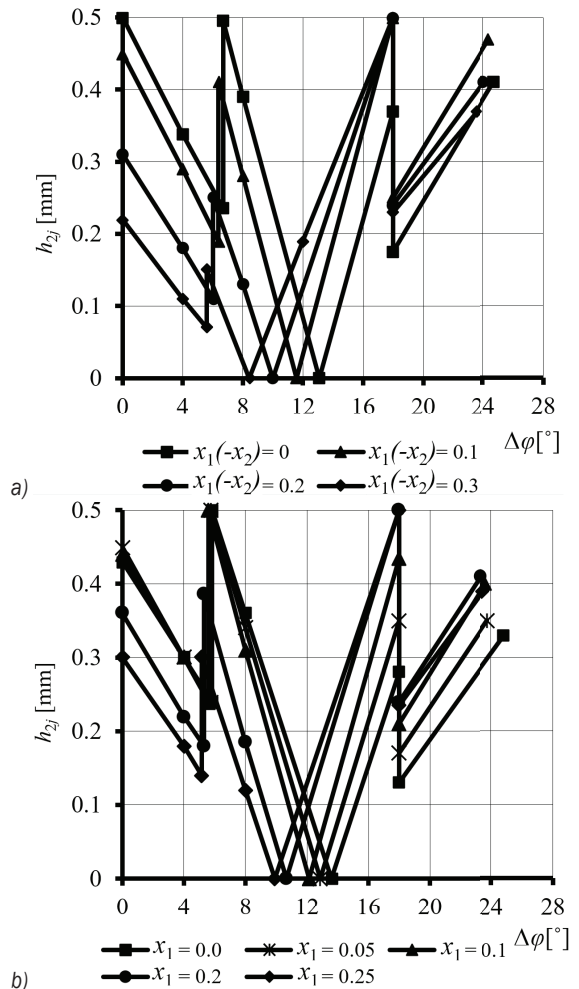 0.5
0.4
0.3
0.2
0.1
0
h2j [mm]
0 4 8 12 16 20 24 28
Δφ[°]
x1(-x2)= 0 x1(-x2)= 0.1
x1(-x2)= 0.2 x1(-x2)= 0.3
a)
0.5
0.4
0.3
0.2
0.1
0
h2j [mm]
0 4 8 12 16 20 24 28
Δφ[°]
x1 = 0.0 x1 = 0.05 x1 = 0.1
x1 = 0.2 x1 = 0.25
b)